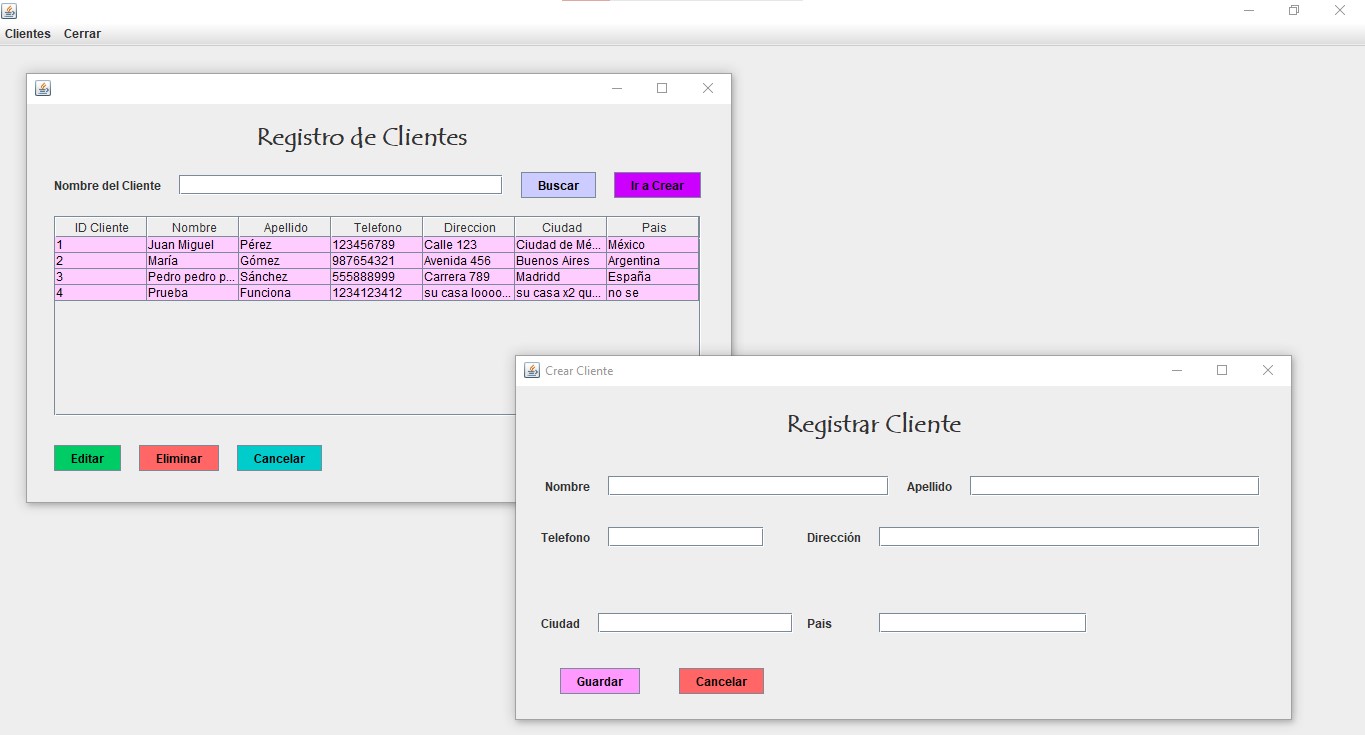 Clientes Cerrar
Registro de Clientes
Nombre del Cliente Buscar Ir a Crear
ID Cliente Nombre Apellido Telefono Direccion Ciudad Pais
1 Juan Miguel Pérez 123456789 Calle 123 Ciudad de Mé... México
2 María Gómez 987654321 Avenida 456 Buenos Aires Argentina
3 Pedro pedro p... Sánchez 555888999 Carrera 789 Madridd España
4 Prueba Funciona 1234123412 su casa loooo... su casa x2 qu... no se
Editar Eliminar Cancelar
Crear Cliente
Registrar Cliente
Nombre Apellido
Telefono Dirección
Ciudad Pais
Guardar Cancelar